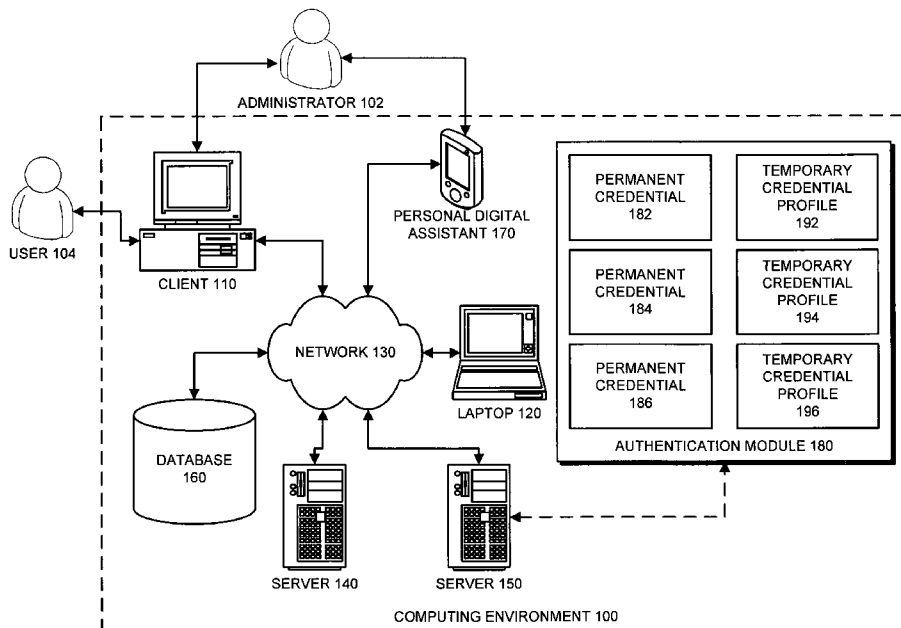 ADMINISTRATOR 102
USER 104
CLIENT 110
PERSONAL DIGITAL
ASSISTANT 170
NETWORK 130
LAPTOP 120
DATABASE
160
SERVER 140
SERVER 150
PERMANENT
CREDENTIAL
182
TEMPORARY
CREDENTIAL
PROFILE
192
PERMANENT
CREDENTIAL
184
TEMPORARY
CREDENTIAL
PROFILE
194
PERMANENT
CREDENTIAL
186
TEMPORARY
CREDENTIAL
PROFILE
196
AUTHENTICATION MODULE 180
COMPUTING ENVIRONMENT 100